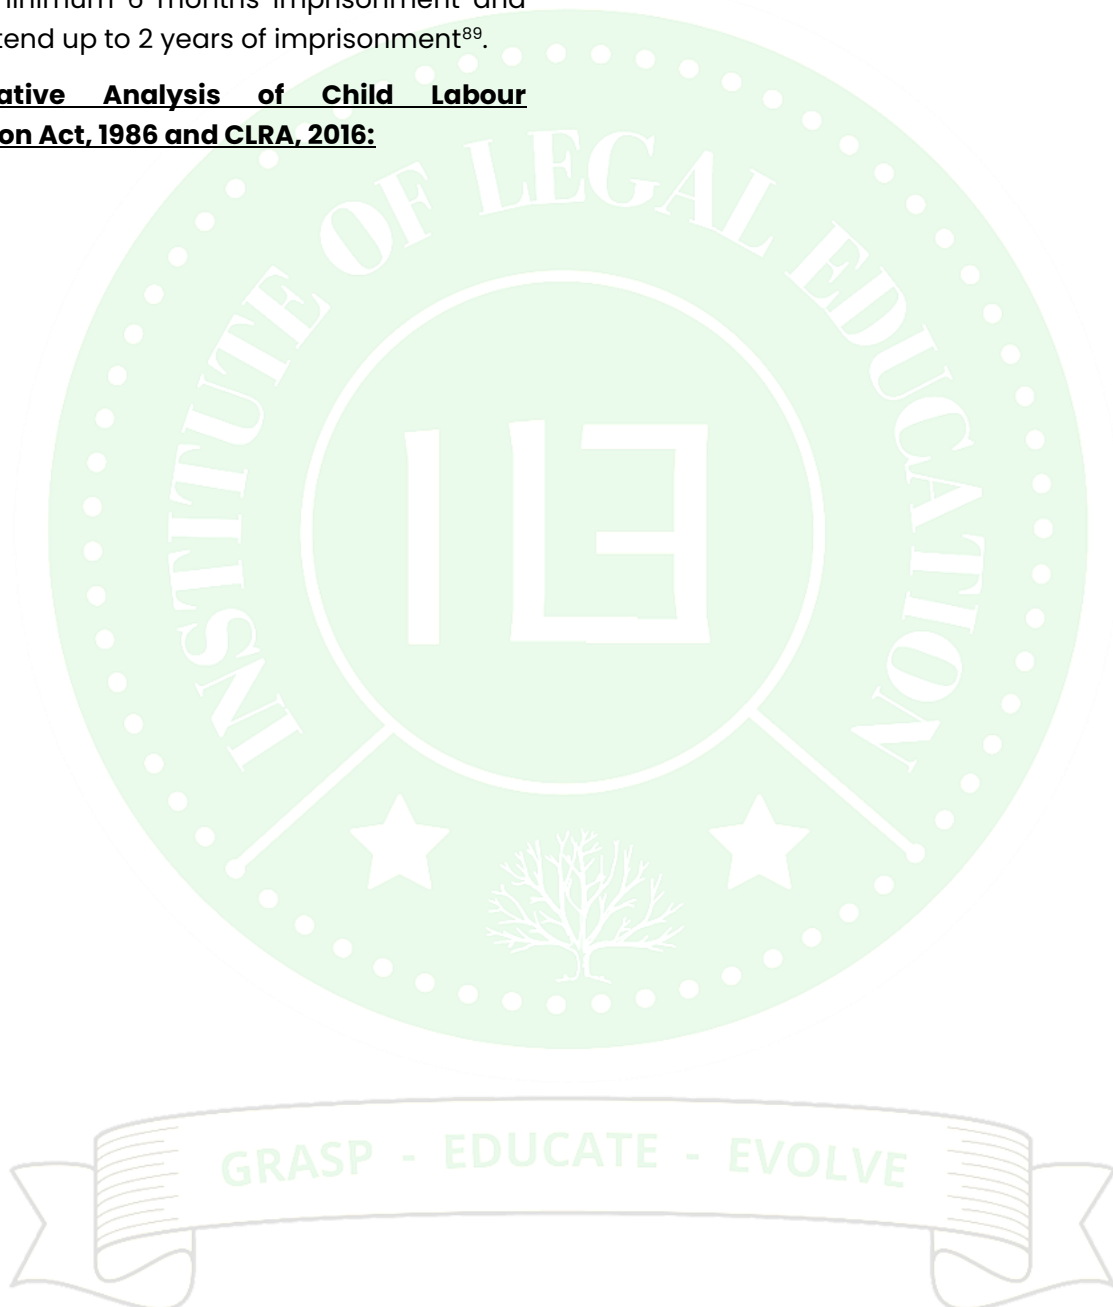 minimum 6 months imprisonment and
tend up to 2 years of imprisonment89.
ative Analysis of Child Labour
on Act, 1986 and CLRA, 2016:
INSTITUTE OF LEGAL EDUCATION
ILE
GRASP - EDUCATE - EVOLVE